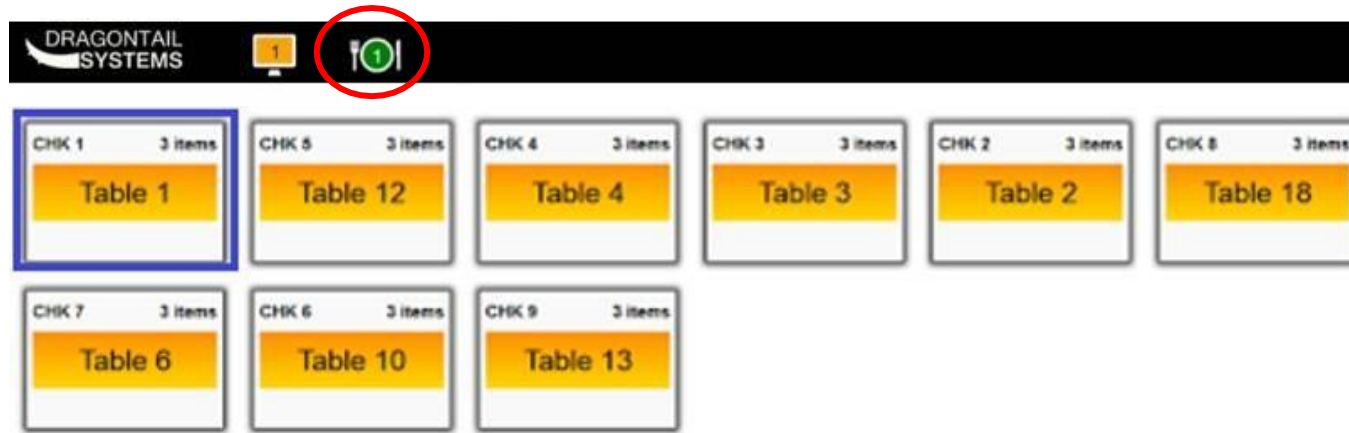 DRAGONTAIL
SYSTEMS
1
1
CHK 1 3 items
Table 1
CHK 5 3 items
Table 12
CHK 4 3 items
Table 4
CHK 3 3 items
Table 3
CHK 2 3 items
Table 2
CHK 8 3 items
Table 18
CHK 7 3 items
Table 6
CHK 6 3 items
Table 10
CHK 9 3 items
Table 13